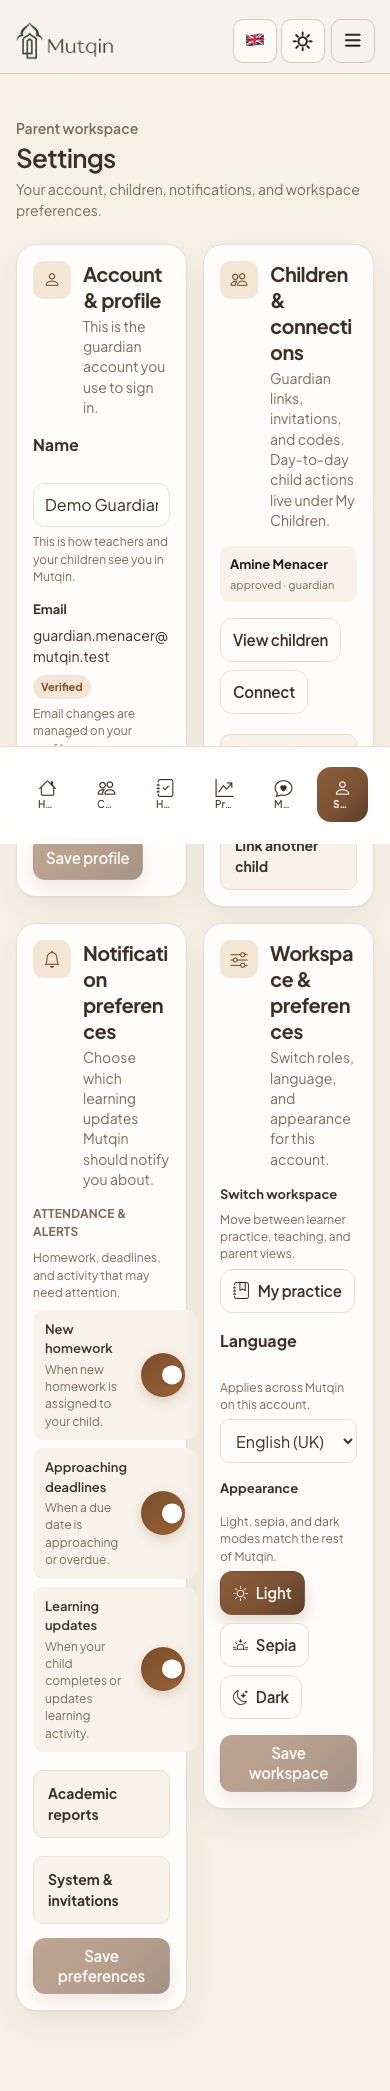 Mutqin
Parent workspace
Settings
Your account, children, notifications, and workspace
preferences.
Account
& profile
This is the
guardian
account you
use to sign
in.
Name
Demo Guardian
This is how teachers and
your children see you in
Mutqin.
Email
guardian.menacer@
mutqin.test
Verified
Email changes are
managed on your
Save profile
Children
&
connecti
ons
Guardian
links,
invitations,
and codes.
Day-to-day
child actions
live under My
Children.
Amine Menacer
approved · guardian
View children
Connect
Link another
child
H...
C...
H...
Pr...
M...
S...
Notificati
on
preferen
ces
Choose
which
learning
updates
Mutqin
should notify
you about.
ATTENDANCE &
ALERTS
Homework, deadlines,
and activity that may
need attention.
New
homework
When new
homework is
assigned to
your child.
Approaching
deadlines
When a due
date is
approaching
or overdue.
Learning
updates
When your
child
completes or
updates
learning
activity.
Academic
reports
System &
invitations
Save
preferences
Workspa
ce &
preferen
ces
Switch roles,
language,
and
appearance
for this
account.
Switch workspace
Move between learner
practice, teaching, and
parent views.
My practice
Language
Applies across Mutqin
on this account.
English (UK)
Appearance
Light, sepia, and dark
modes match the rest
of Mutqin.
Light
Sepia
Dark
Save
workspace